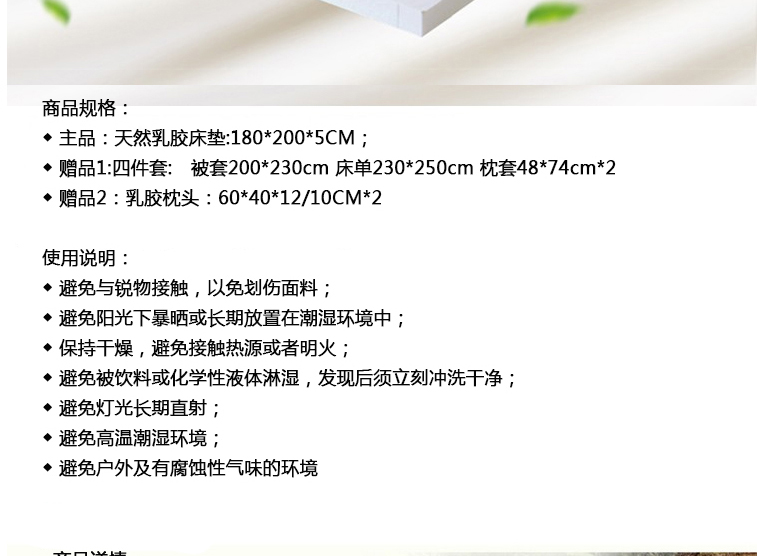 商品规格：
◆ 主品：天然乳胶床垫:180*200*5CM；
◆ 赠品1:四件套: 被套200*230cm 床单230*250cm 枕套48*74cm*2
◆ 赠品2：乳胶枕头：60*40*12/10CM*2
使用说明：
◆ 避免与锐物接触，以免划伤面料；
◆ 避免阳光下暴晒或长期放置在潮湿环境中；
◆ 保持干燥，避免接触热源或者明火；
◆ 避免被饮料或化学性液体淋湿，发现后须立刻冲洗干净；
◆ 避免灯光长期直射；
◆ 避免高温潮湿环境；
◆ 避免户外及有腐蚀性气味的环境